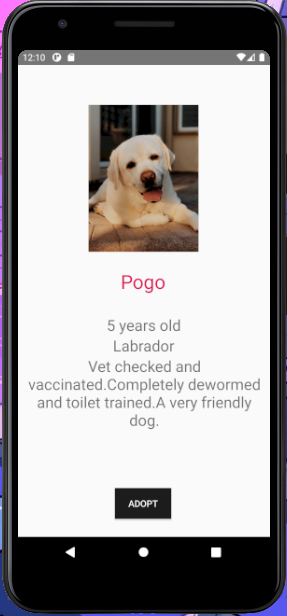 12:10
Pogo
5 years old
Labrador
Vet checked and
vaccinated.Completely dewormed
and toilet trained.A very friendly
dog.
ADOPT